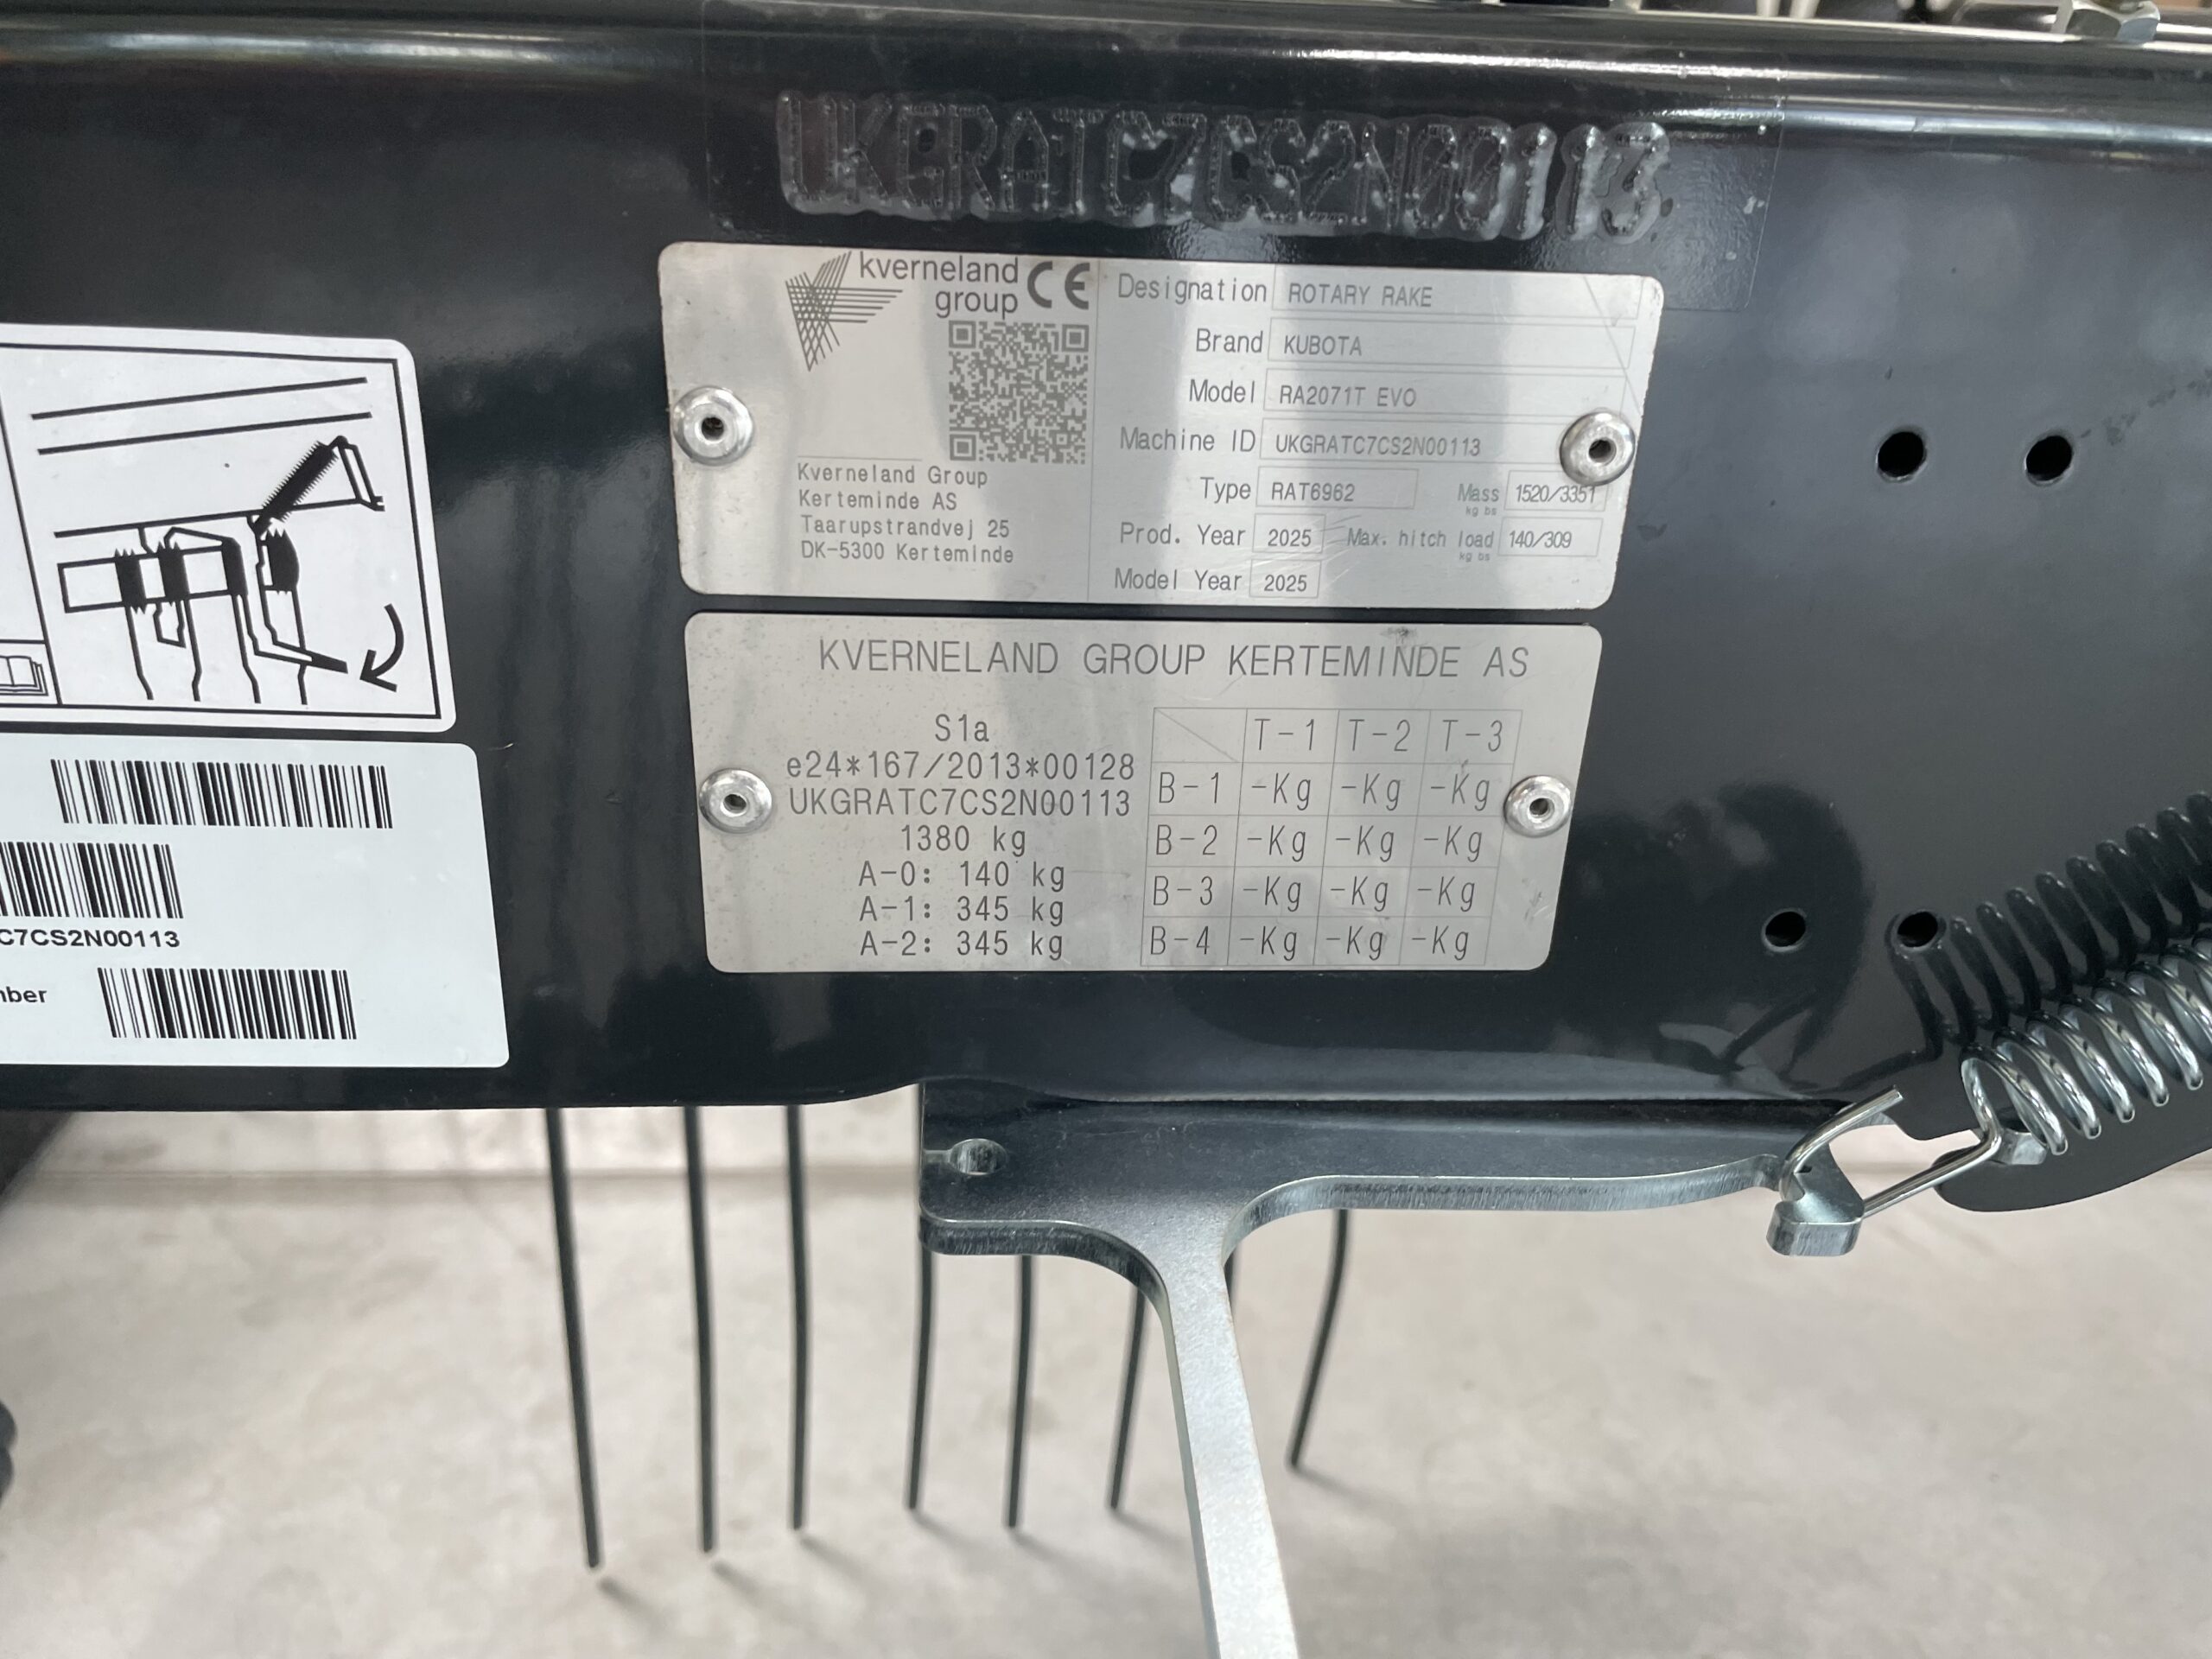 UKGRATC7CS2N00113
kverneland
group
CE
Designation ROTARY RAKE
Brand KUBOTA
Model RA2071T EVO
Machine ID UKGRATC7CS2N00113
Type RAT6962 Mass kg bs 1520/3351
Prod. Year 2025 Max. hitch load kg bs 140/309
Model Year 2025
Kverneland Group
Kerteminde AS
Taarupstrandvej 25
DK-5300 Kerteminde
KVERNELAND GROUP KERTEMINDE AS
S1a
e24*167/2013*00128
UKGRATC7CS2N00113
1380 kg
A-0: 140 kg
A-1: 345 kg
A-2: 345 kg
T-1 T-2 T-3
B-1 -Kg -Kg -Kg
B-2 -Kg -Kg -Kg
B-3 -Kg -Kg -Kg
B-4 -Kg -Kg -Kg
C7CS2N00113
mber